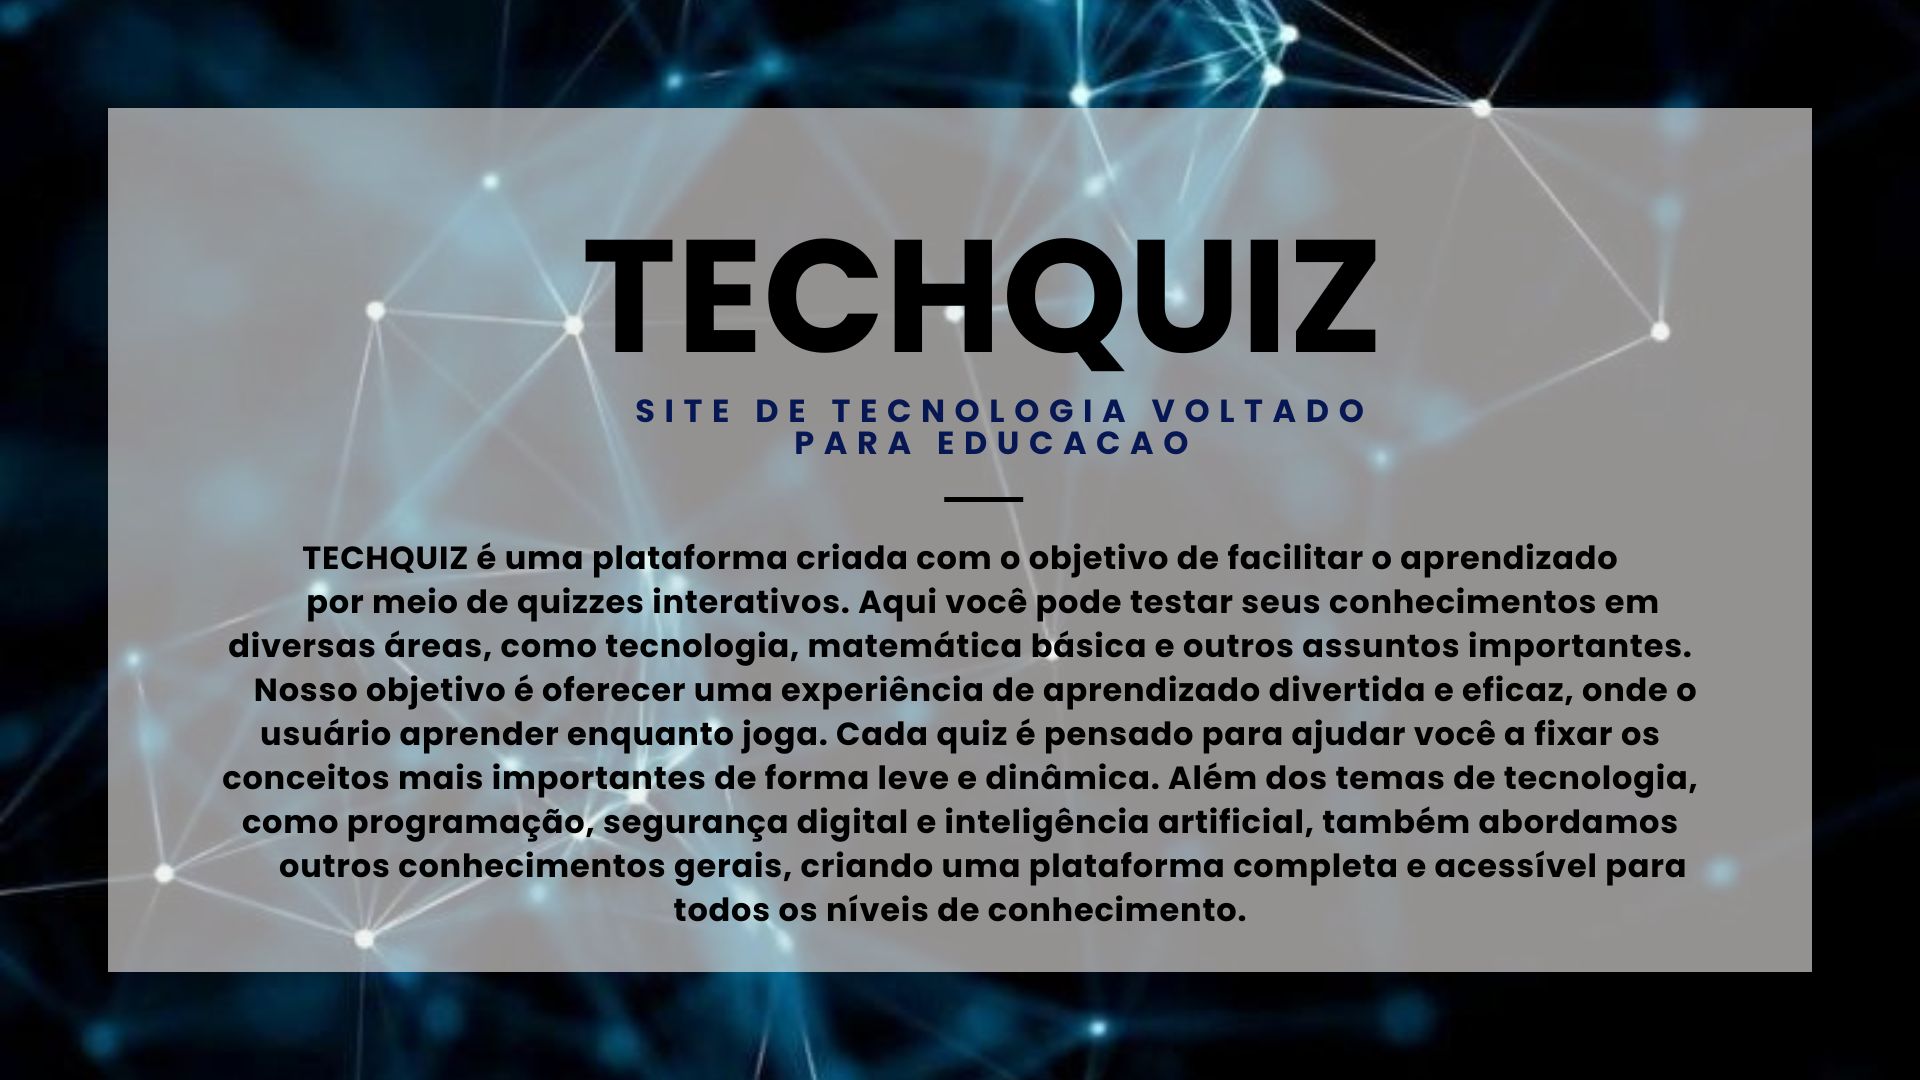 TECHQUIZ
SITE DE TECNOLOGIA VOLTADO
PARA EDUCACAO
TECHQUIZ é uma plataforma criada com o objetivo de facilitar o aprendizado
por meio de quizzes interativos. Aqui você pode testar seus conhecimentos em
diversas áreas, como tecnologia, matemática básica e outros assuntos importantes.
Nosso objetivo é oferecer uma experiência de aprendizado divertida e eficaz, onde o
usuário aprender enquanto joga. Cada quiz é pensado para ajudar você a fixar os
conceitos mais importantes de forma leve e dinâmica. Além dos temas de tecnologia,
como programação, segurança digital e inteligência artificial, também abordamos
outros conhecimentos gerais, criando uma plataforma completa e acessível para
todos os níveis de conhecimento.